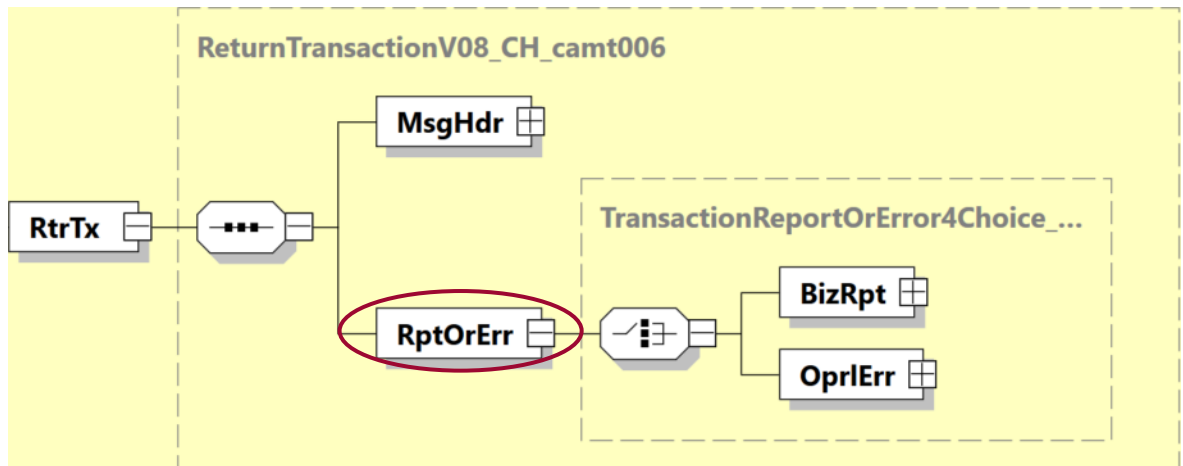 ReturnTransactionV08_CH_camt006
MsgHdr
RtrTx
TransactionReportOrError4Choice_...
BizRpt
RptOrErr
OprlErr